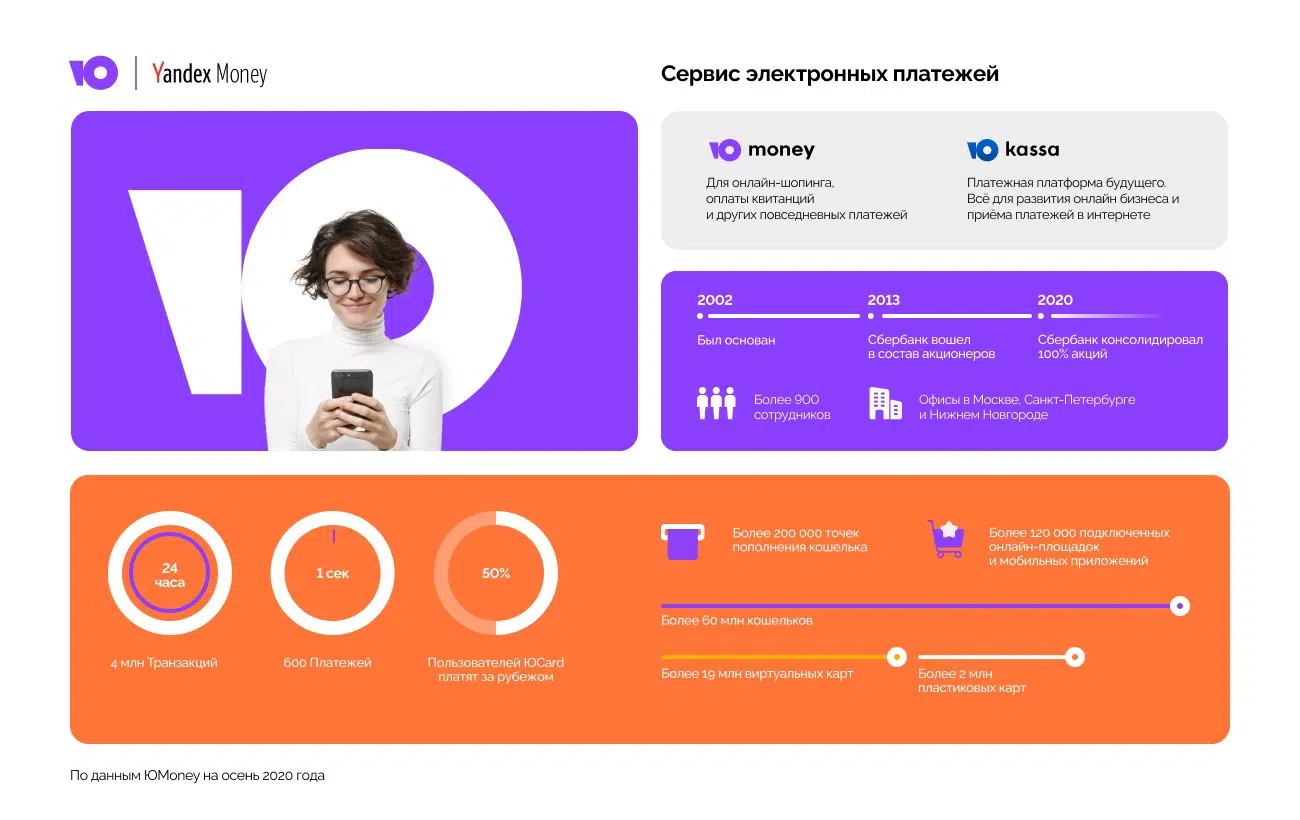 Ю
Yandex Money
Сервис электронных платежей
Ю money
Для онлайн-шопинга,
оплаты квитанций
и других повседневных платежей
Ю kassa
Платежная платформа будущего.
Всё для развития онлайн бизнеса и
приёма платежей в интернете
Ю
2002
Был основан
2013
Сбербанк вошел
в состав акционеров
2020
Сбербанк консолидировал
100% акций
Более 900
сотрудников
Офисы в Москве, Санкт-Петербурге
и Нижнем Новгороде
24
часа
4 млн Транзакций
1 сек
600 Платежей
50%
Пользователей ЮCard
платят за рубежом
Более 200 000 точек
пополнения кошелька
Более 120 000 подключенных
онлайн-площадок
и мобильных приложений
Более 60 млн кошельков
Более 19 млн виртуальных карт
Более 2 млн
пластиковых карт
По данным ЮMoney на осень 2020 года